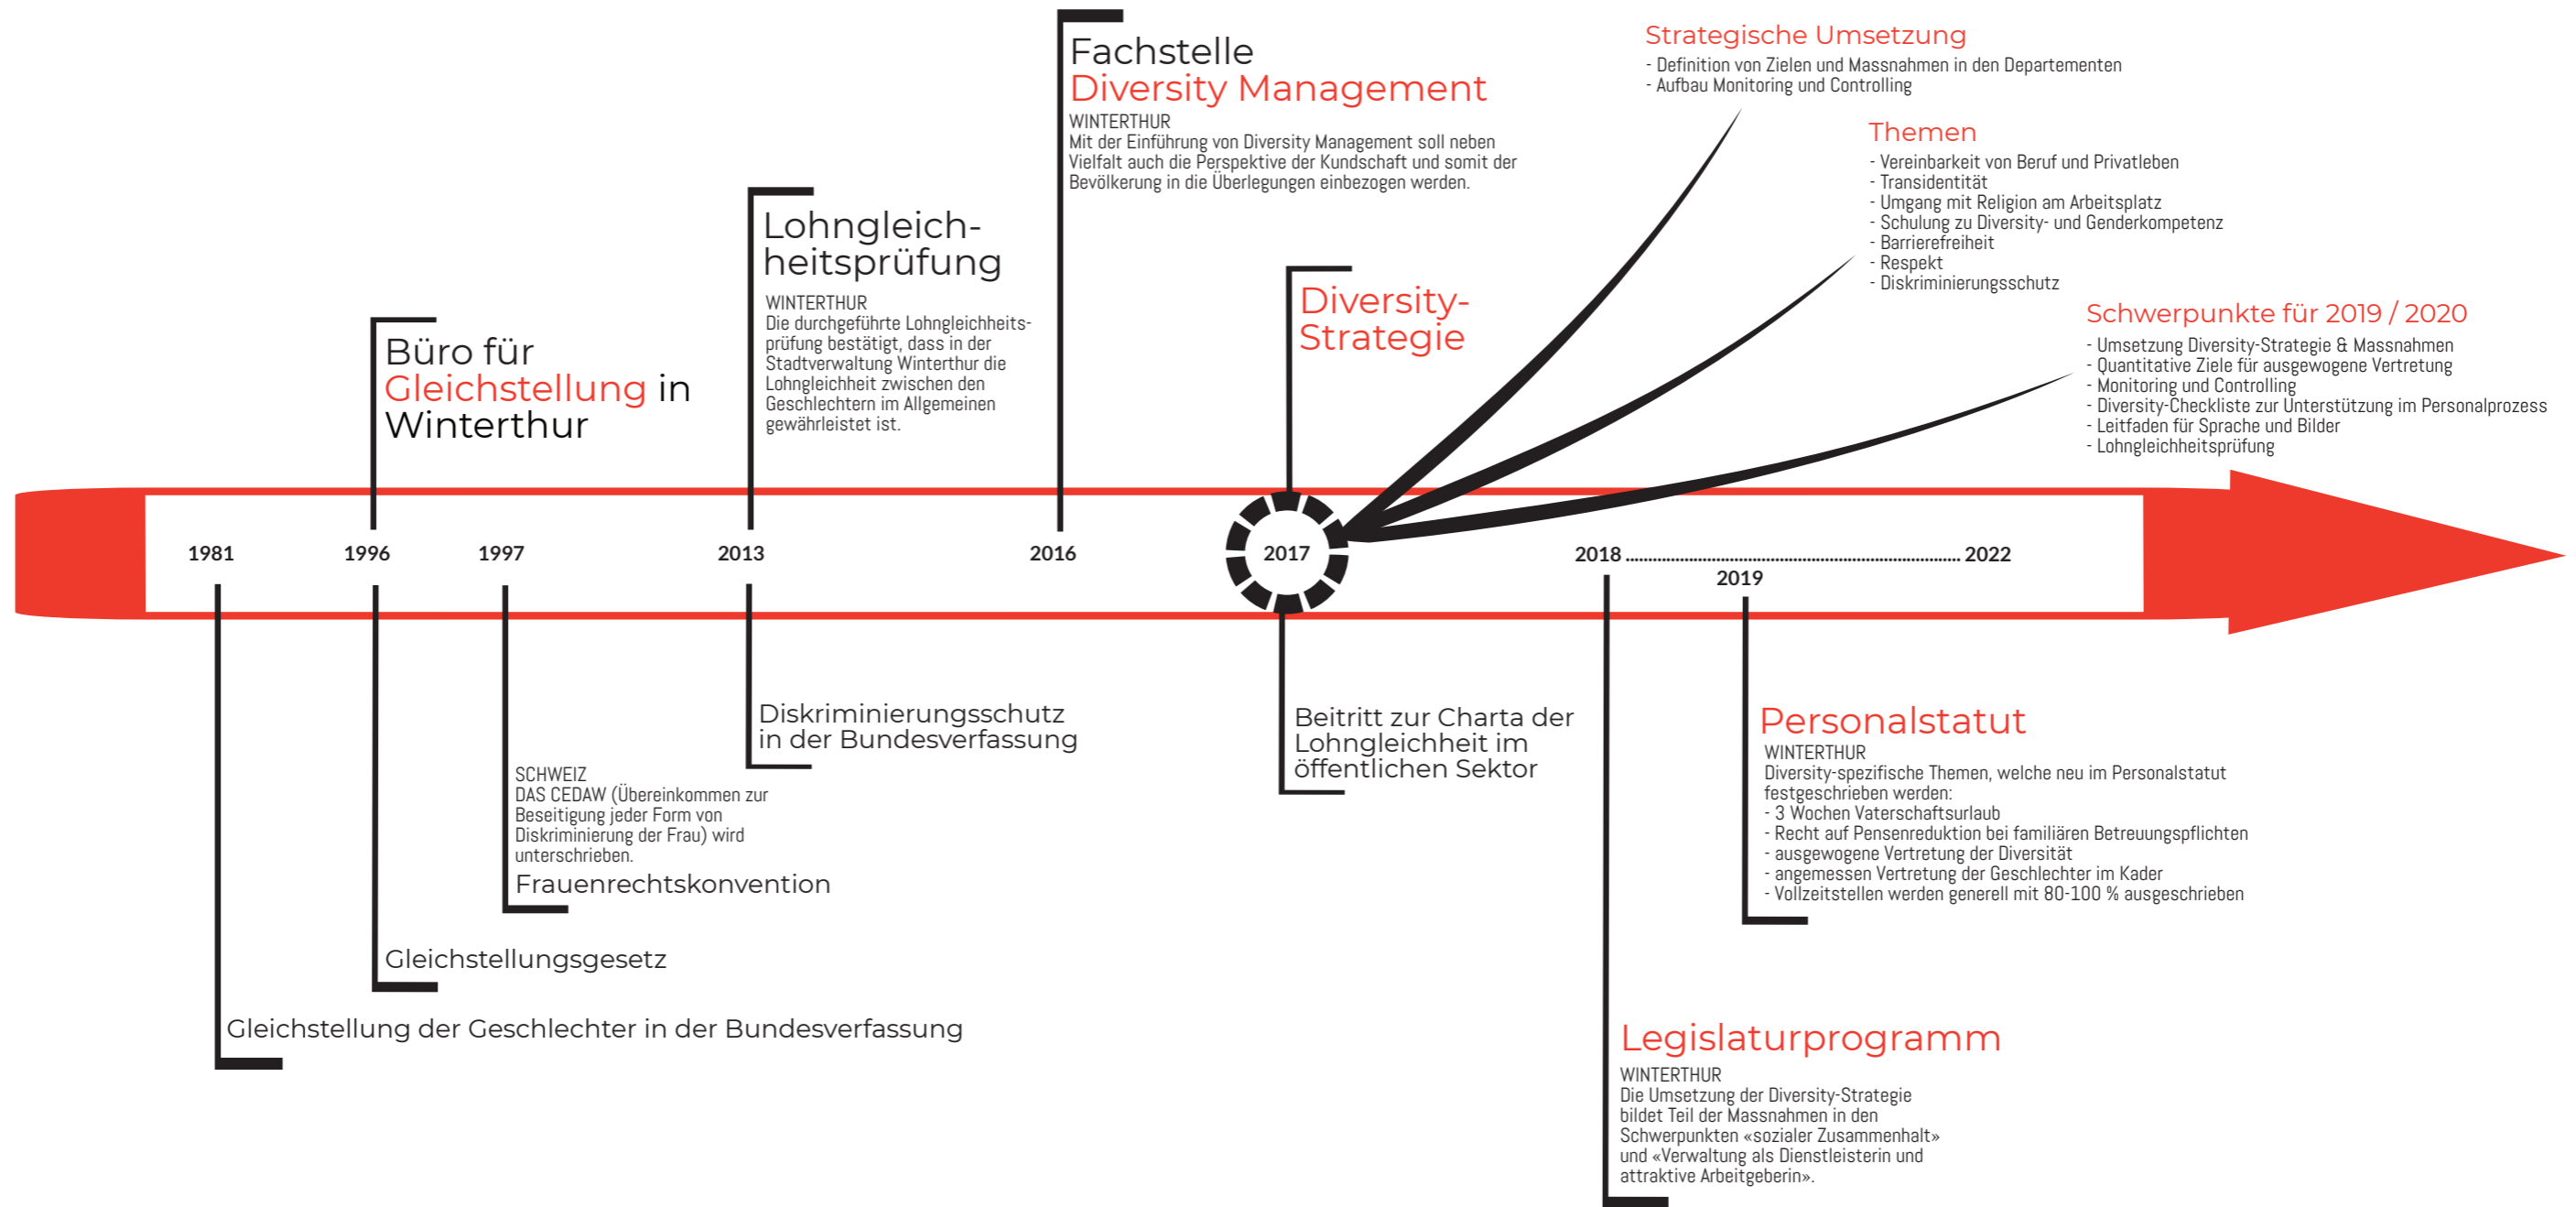 Fachstelle
Diversity Management
WINTERTHUR
Mit der Einführung von Diversity Management soll neben
Vielfalt auch die Perspektive der Kundschaft und somit der
Bevölkerung in die Überlegungen einbezogen werden.
Strategische Umsetzung
- Definition von Zielen und Massnahmen in den Departementen
- Aufbau Monitoring und Controlling
Themen
- Vereinbarkeit von Beruf und Privatleben
- Transidentität
- Umgang mit Religion am Arbeitsplatz
- Schulung zu Diversity- und Genderkompetenz
- Barrierefreiheit
- Respekt
- Diskriminierungsschutz
Lohngleich-
heitsprüfung
WINTERTHUR
Die durchgeführte Lohngleichheits-
prüfung bestätigt, dass in der
Stadtverwaltung Winterthur die
Lohngleichheit zwischen den
Geschlechtern im Allgemeinen
gewährleistet ist.
Diversity-
Strategie
Schwerpunkte für 2019 / 2020
- Umsetzung Diversity-Strategie & Massnahmen
- Quantitative Ziele für ausgewogene Vertretung
- Monitoring und Controlling
- Diversity-Checkliste zur Unterstützung im Personalprozess
- Leitfaden für Sprache und Bilder
- Lohngleichheitsprüfung
Büro für
Gleichstellung in
Winterthur
1981
1996
1997
2013
2016
2017
2018 ........................................ 2022
2019
Diskriminierungsschutz
in der Bundesverfassung
Beitritt zur Charta der
Lohngleichheit im
öffentlichen Sektor
Personalstatut
WINTERTHUR
Diversity-spezifische Themen, welche neu im Personalstatut
festgeschrieben werden:
- 3 Wochen Vaterschaftsurlaub
- Recht auf Pensenreduktion bei familiären Betreuungspflichten
- ausgewogene Vertretung der Diversität
- angemessen Vertretung der Geschlechter im Kader
- Vollzeitstellen werden generell mit 80-100 % ausgeschrieben
SCHWEIZ
DAS CEDAW (Übereinkommen zur
Beseitigung jeder Form von
Diskriminierung der Frau) wird
unterschrieben.
Frauenrechtskonvention
Gleichstellungsgesetz
Gleichstellung der Geschlechter in der Bundesverfassung
Legislaturprogramm
WINTERTHUR
Die Umsetzung der Diversity-Strategie
bildet Teil der Massnahmen in den
Schwerpunkten «sozialer Zusammenhalt»
und «Verwaltung als Dienstleisterin und
attraktive Arbeitgeberin».